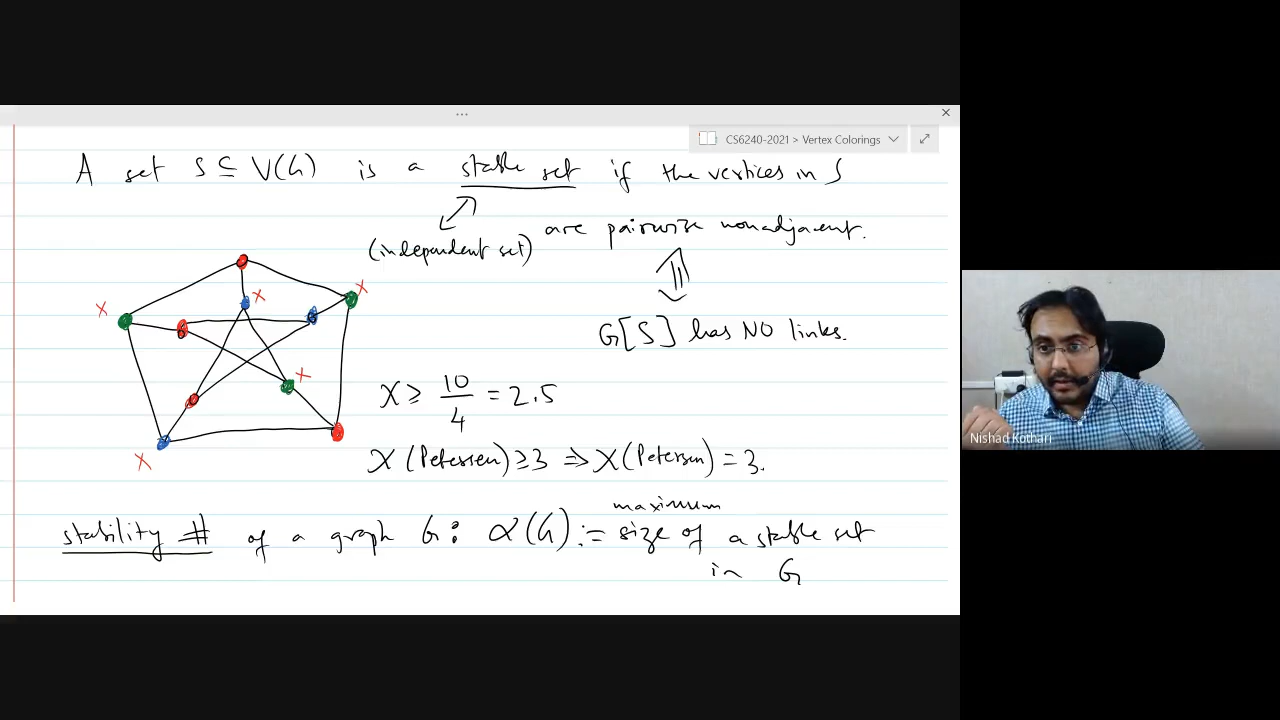 CS6240-2021 > Vertex Colorings
A set S ⊆ V(G) is a stable set if the vertices in S
are pairwise nonadjacent.
(independent set)
X
X
X
G[S] has NO links.
X
χ ≥ 10/4 = 2.5
X
χ (Petersen) ≥ 3 ⇒ χ (Petersen) = 3.
maximum
stability # of a graph G: α(G) := size of a stable set
in G
Nishad Kothari